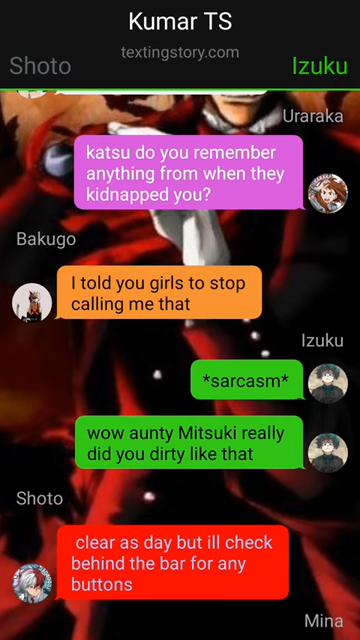 Kumar TS
textingstory.com
Shoto
Izuku
Uraraka
katsu do you remember
anything from when they
kidnapped you?
Bakugo
I told you girls to stop
calling me that
Izuku
*sarcasm*
wow aunty Mitsuki really
did you dirty like that
Shoto
clear as day but ill check
behind the bar for any
buttons
Mina